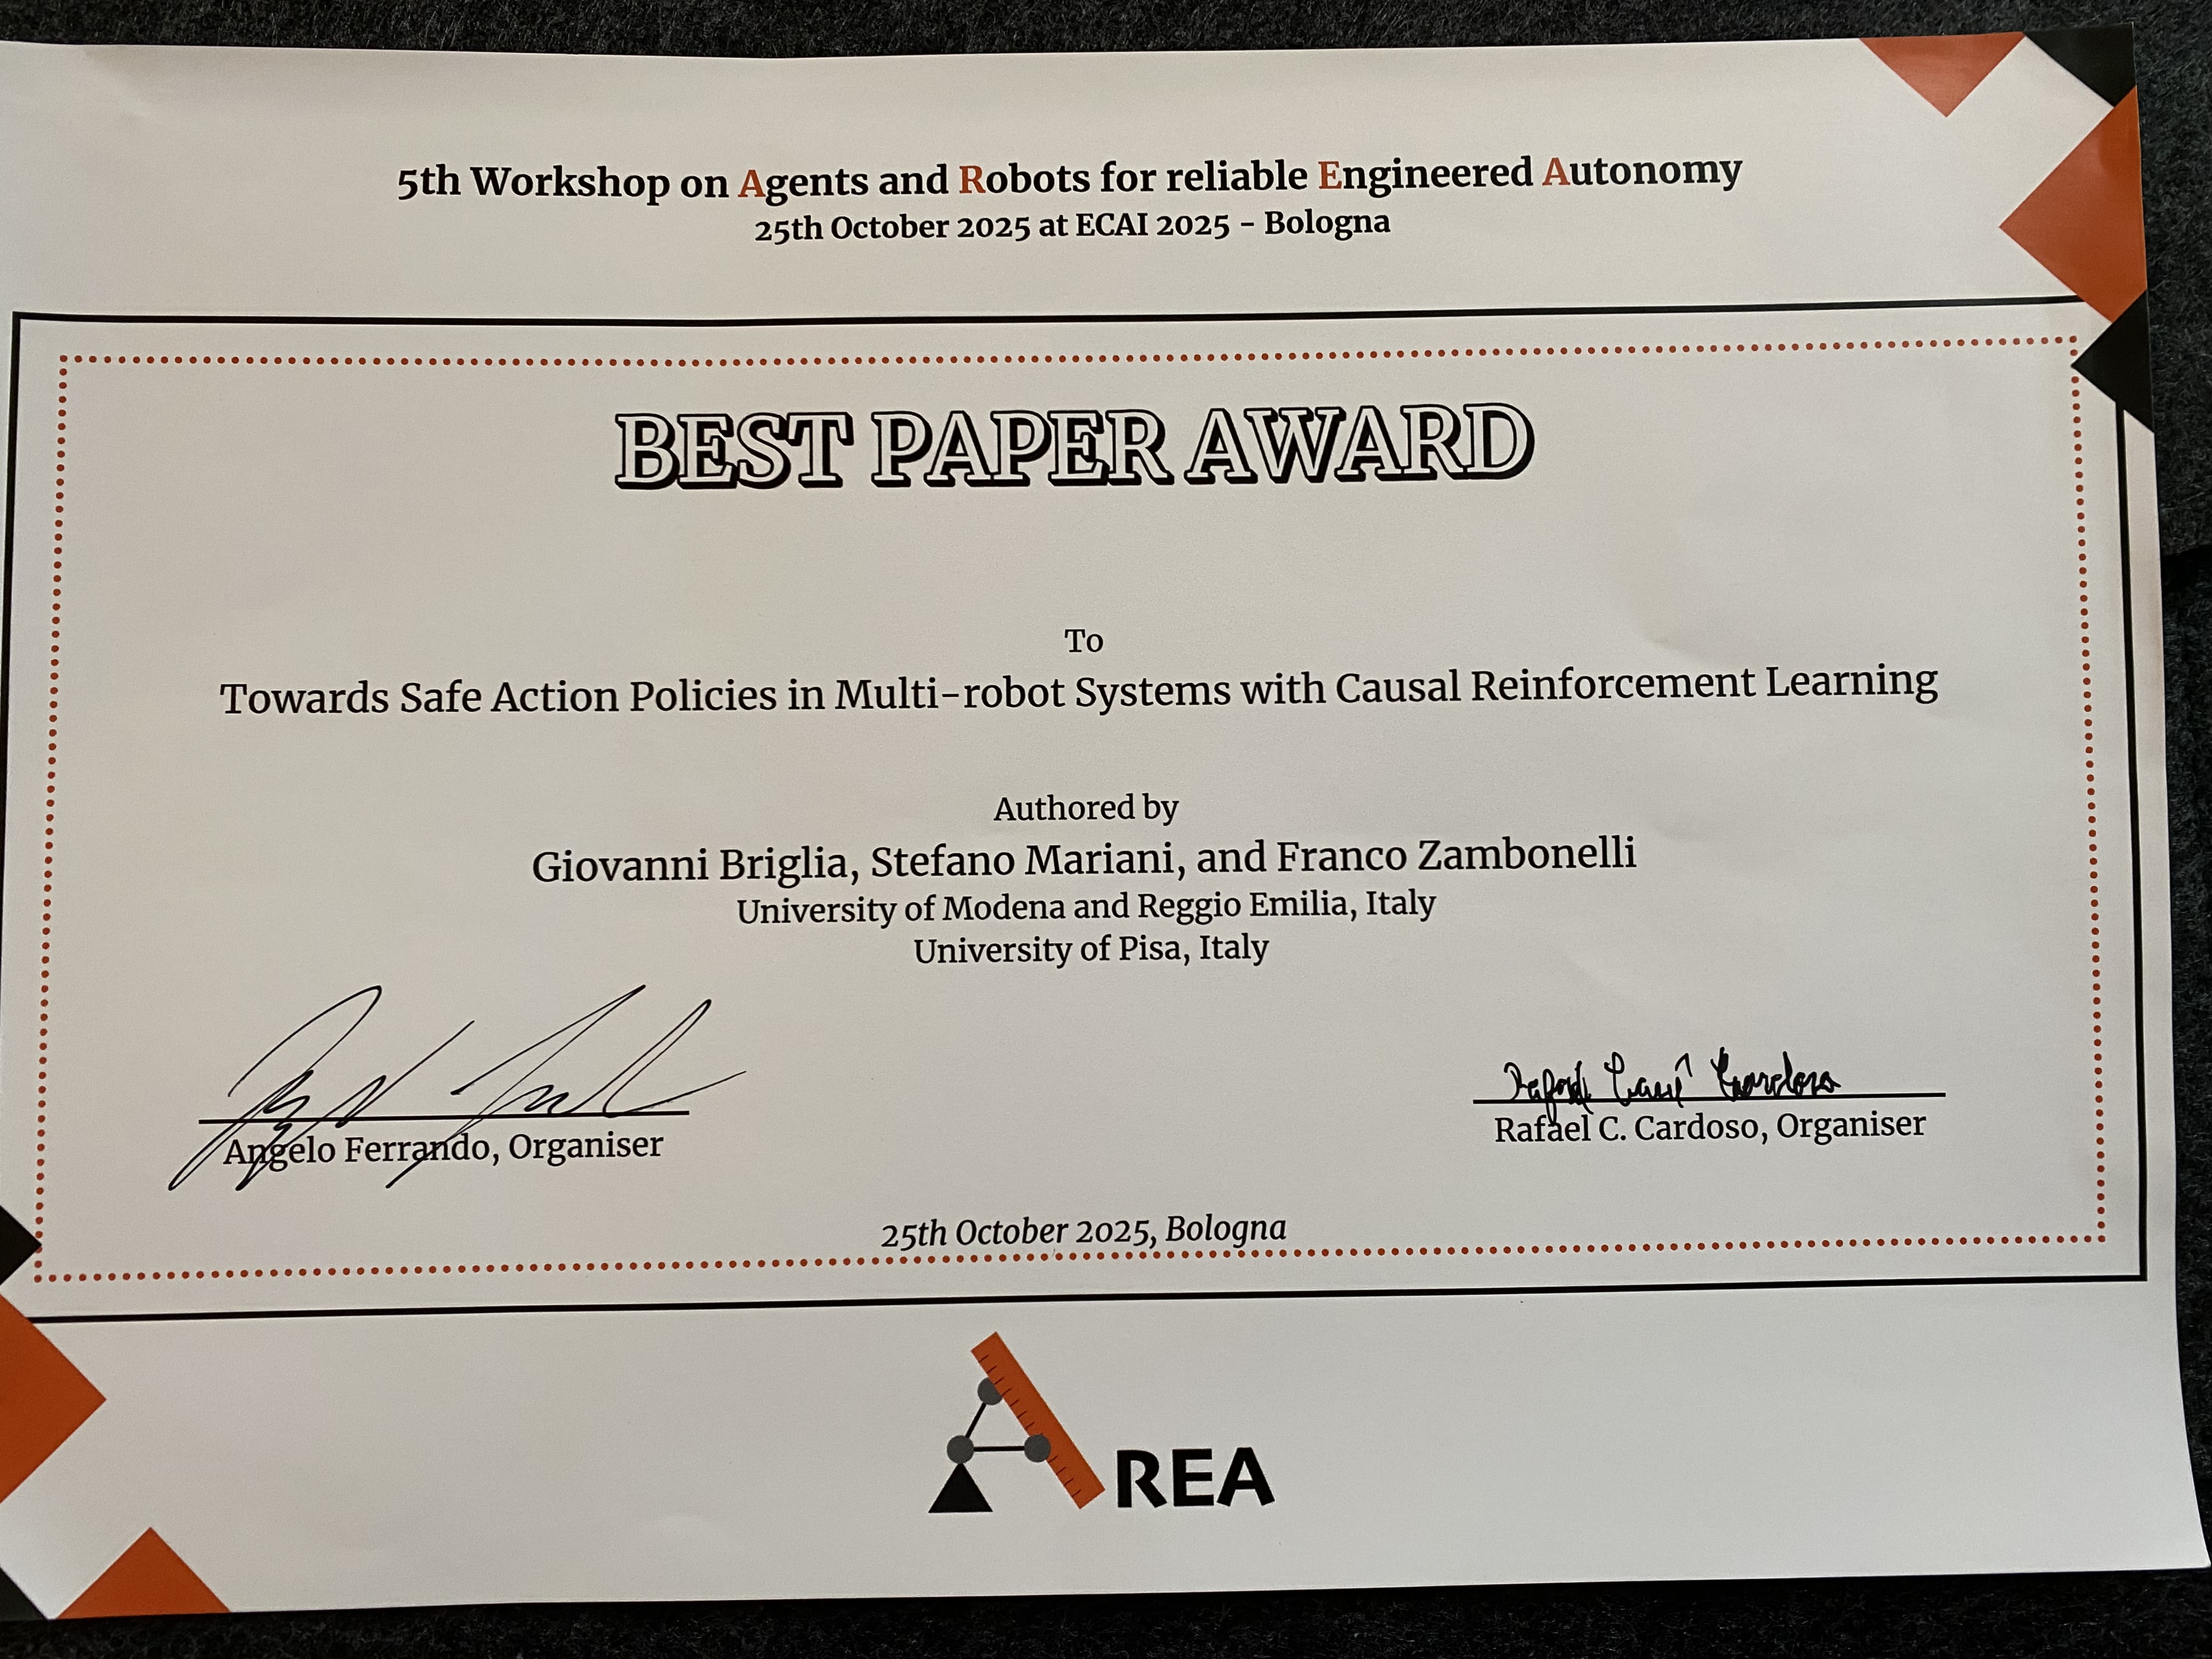 5th Workshop on Agents and Robots for reliable Engineered Autonomy
25th October 2025 at ECAI 2025 - Bologna
BEST PAPER AWARD
To
Towards Safe Action Policies in Multi-robot Systems with Causal Reinforcement Learning
Authored by
Giovanni Briglia, Stefano Mariani, and Franco Zambonelli
University of Modena and Reggio Emilia, Italy
University of Pisa, Italy
Angelo Ferrando, Organiser
Rafael C. Cardoso, Organiser
25th October 2025, Bologna
AREA